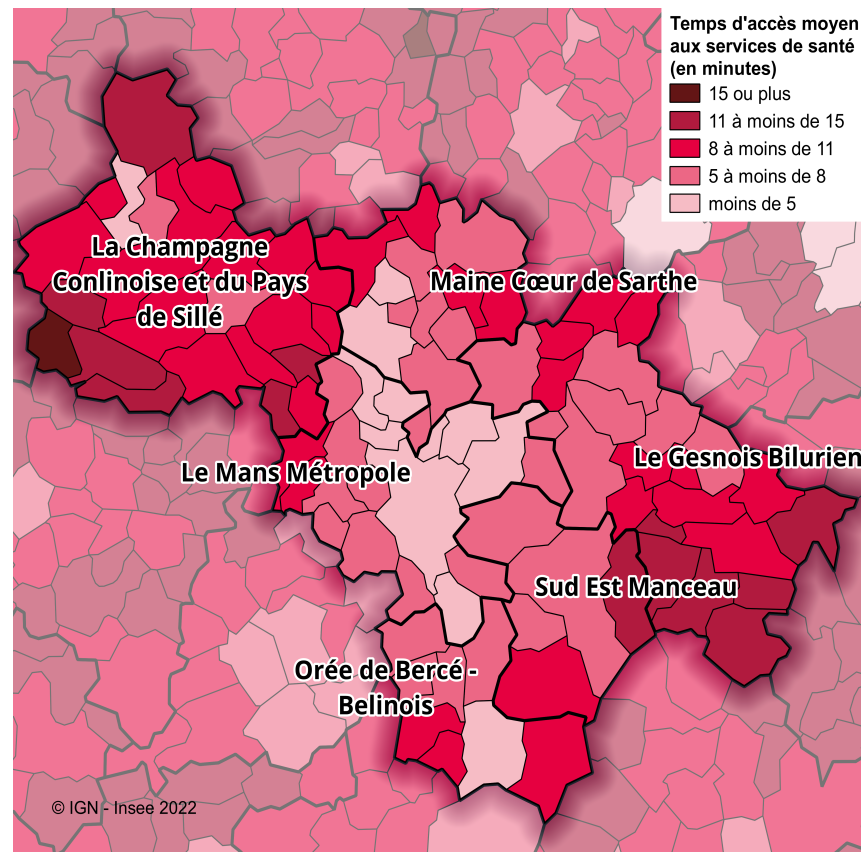 Temps d'accès moyen
aux services de santé
(en minutes)
15 ou plus
11 à moins de 15
8 à moins de 11
5 à moins de 8
moins de 5
La Champagne
Conlinoise et du Pays
de Sillé
Maine Cœur de Sarthe
Le Mans Métropole
Le Gesnois Bilurien
Sud Est Manceau
Orée de Bercé -
Belinois
© IGN - Insee 2022